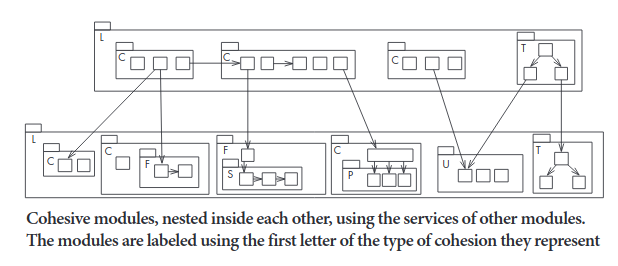 L
C
C
C
T
L
C
C
F
F
S
C
P
U
T
Cohesive modules, nested inside each other, using the services of other modules.
The modules are labeled using the first letter of the type of cohesion they represent